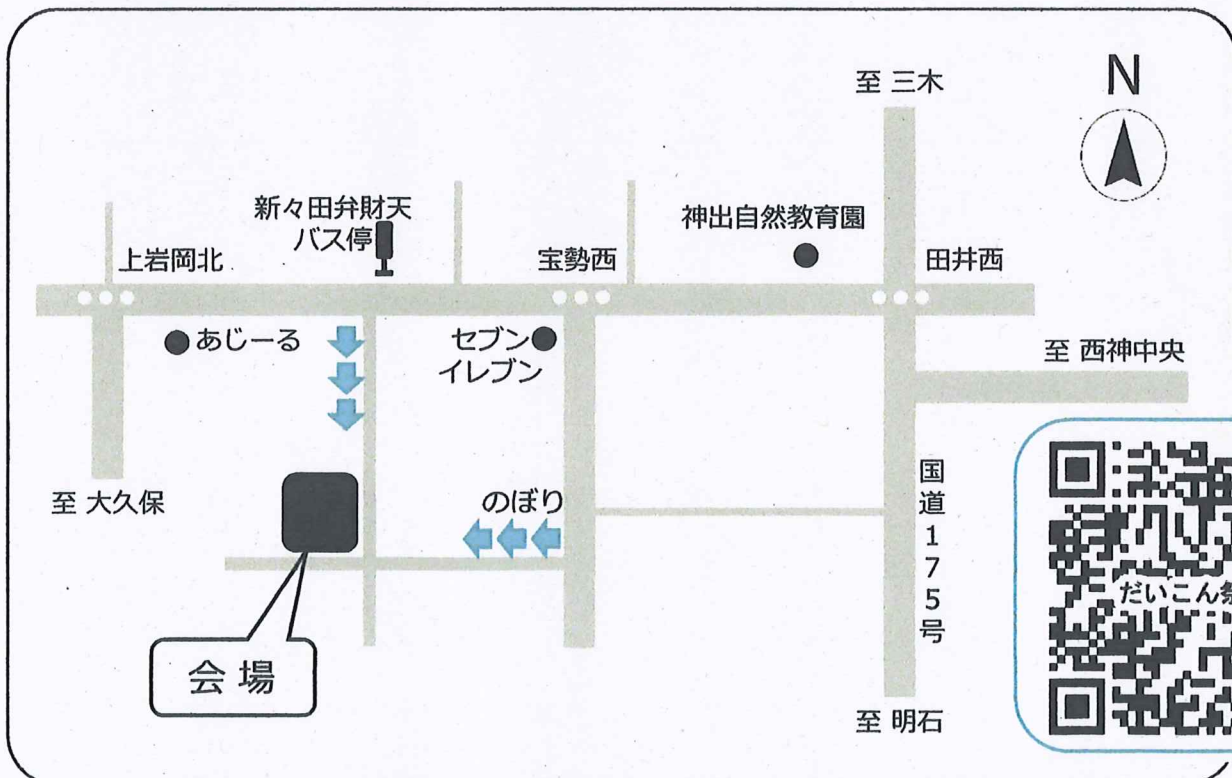 至 三木
N
新々田弁財天
バス停
神出自然教育園
上岩岡北
宝勢西
田井西
あじーる
セブン
イレブン
至 西神中央
至 大久保
のぼり
国道175号
だいこん祭
会場
至 明石